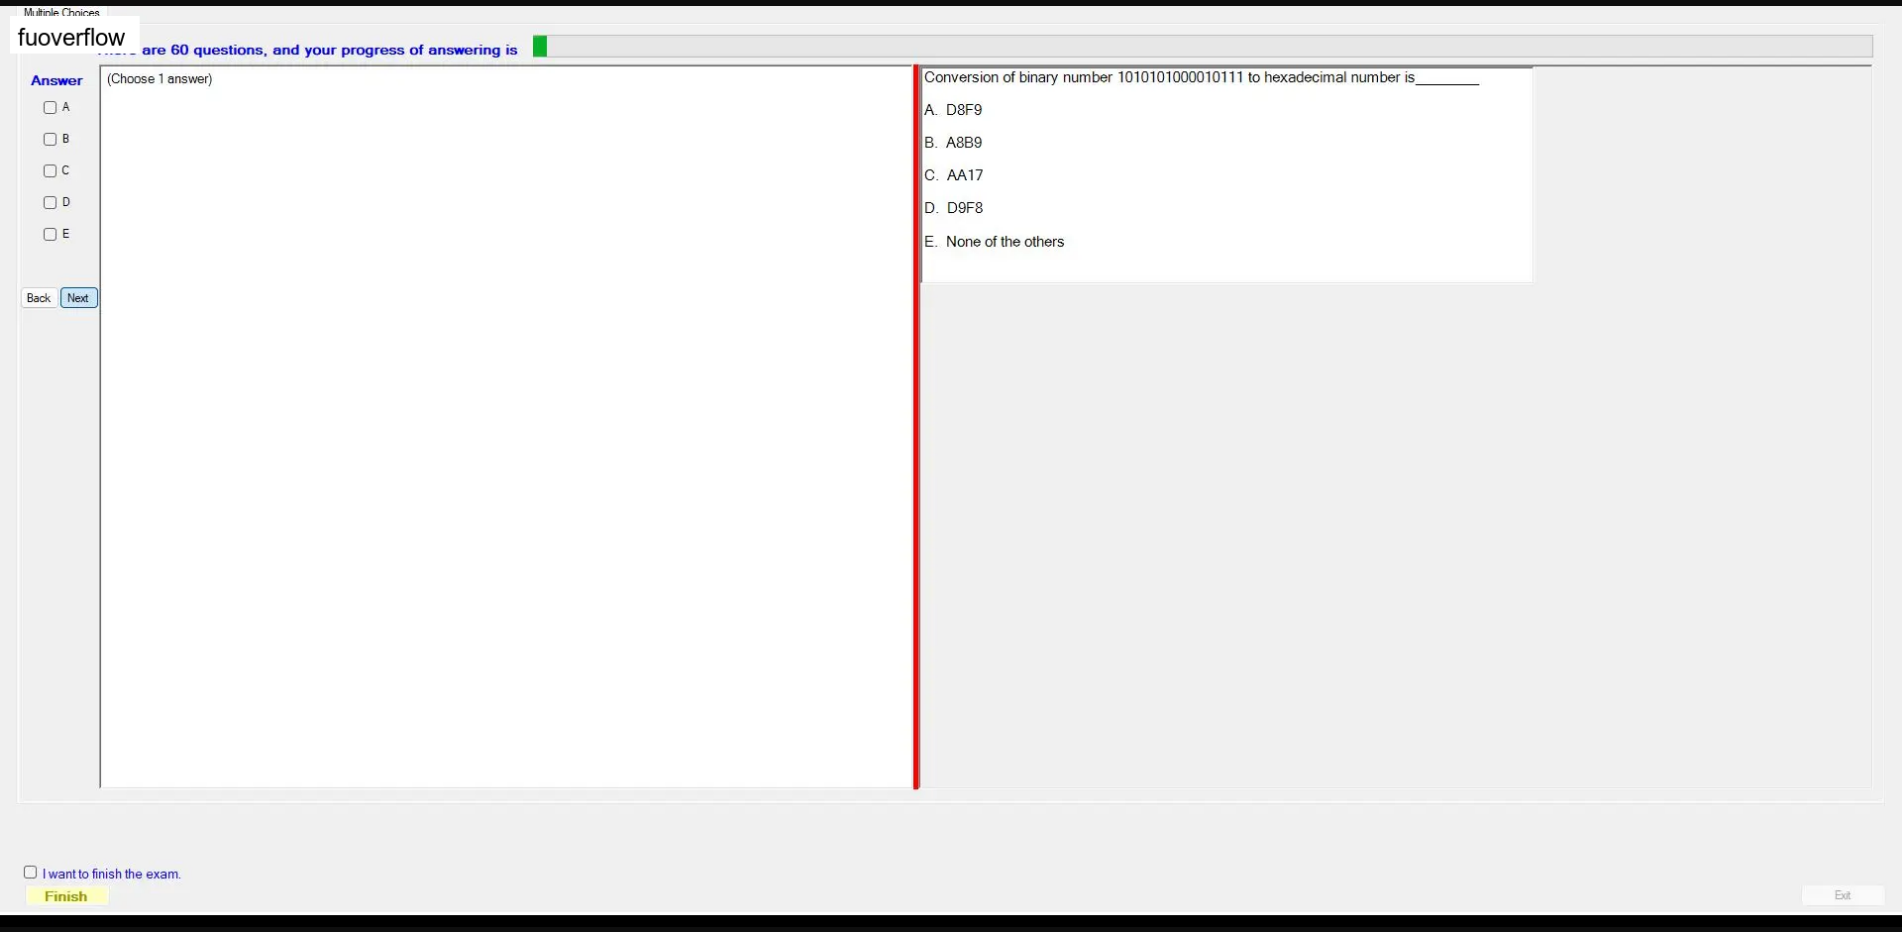 Multiple Choices
fuoverflow
are 60 questions, and your progress of answering is
Answer
(Choose 1 answer)
A
B
C
D
E
Back Next
Conversion of binary number 1010101000010111 to hexadecimal number is________
A. D8F9
B. A8B9
C. AA17
D. D9F8
E. None of the others
I want to finish the exam.
Finish
Exit